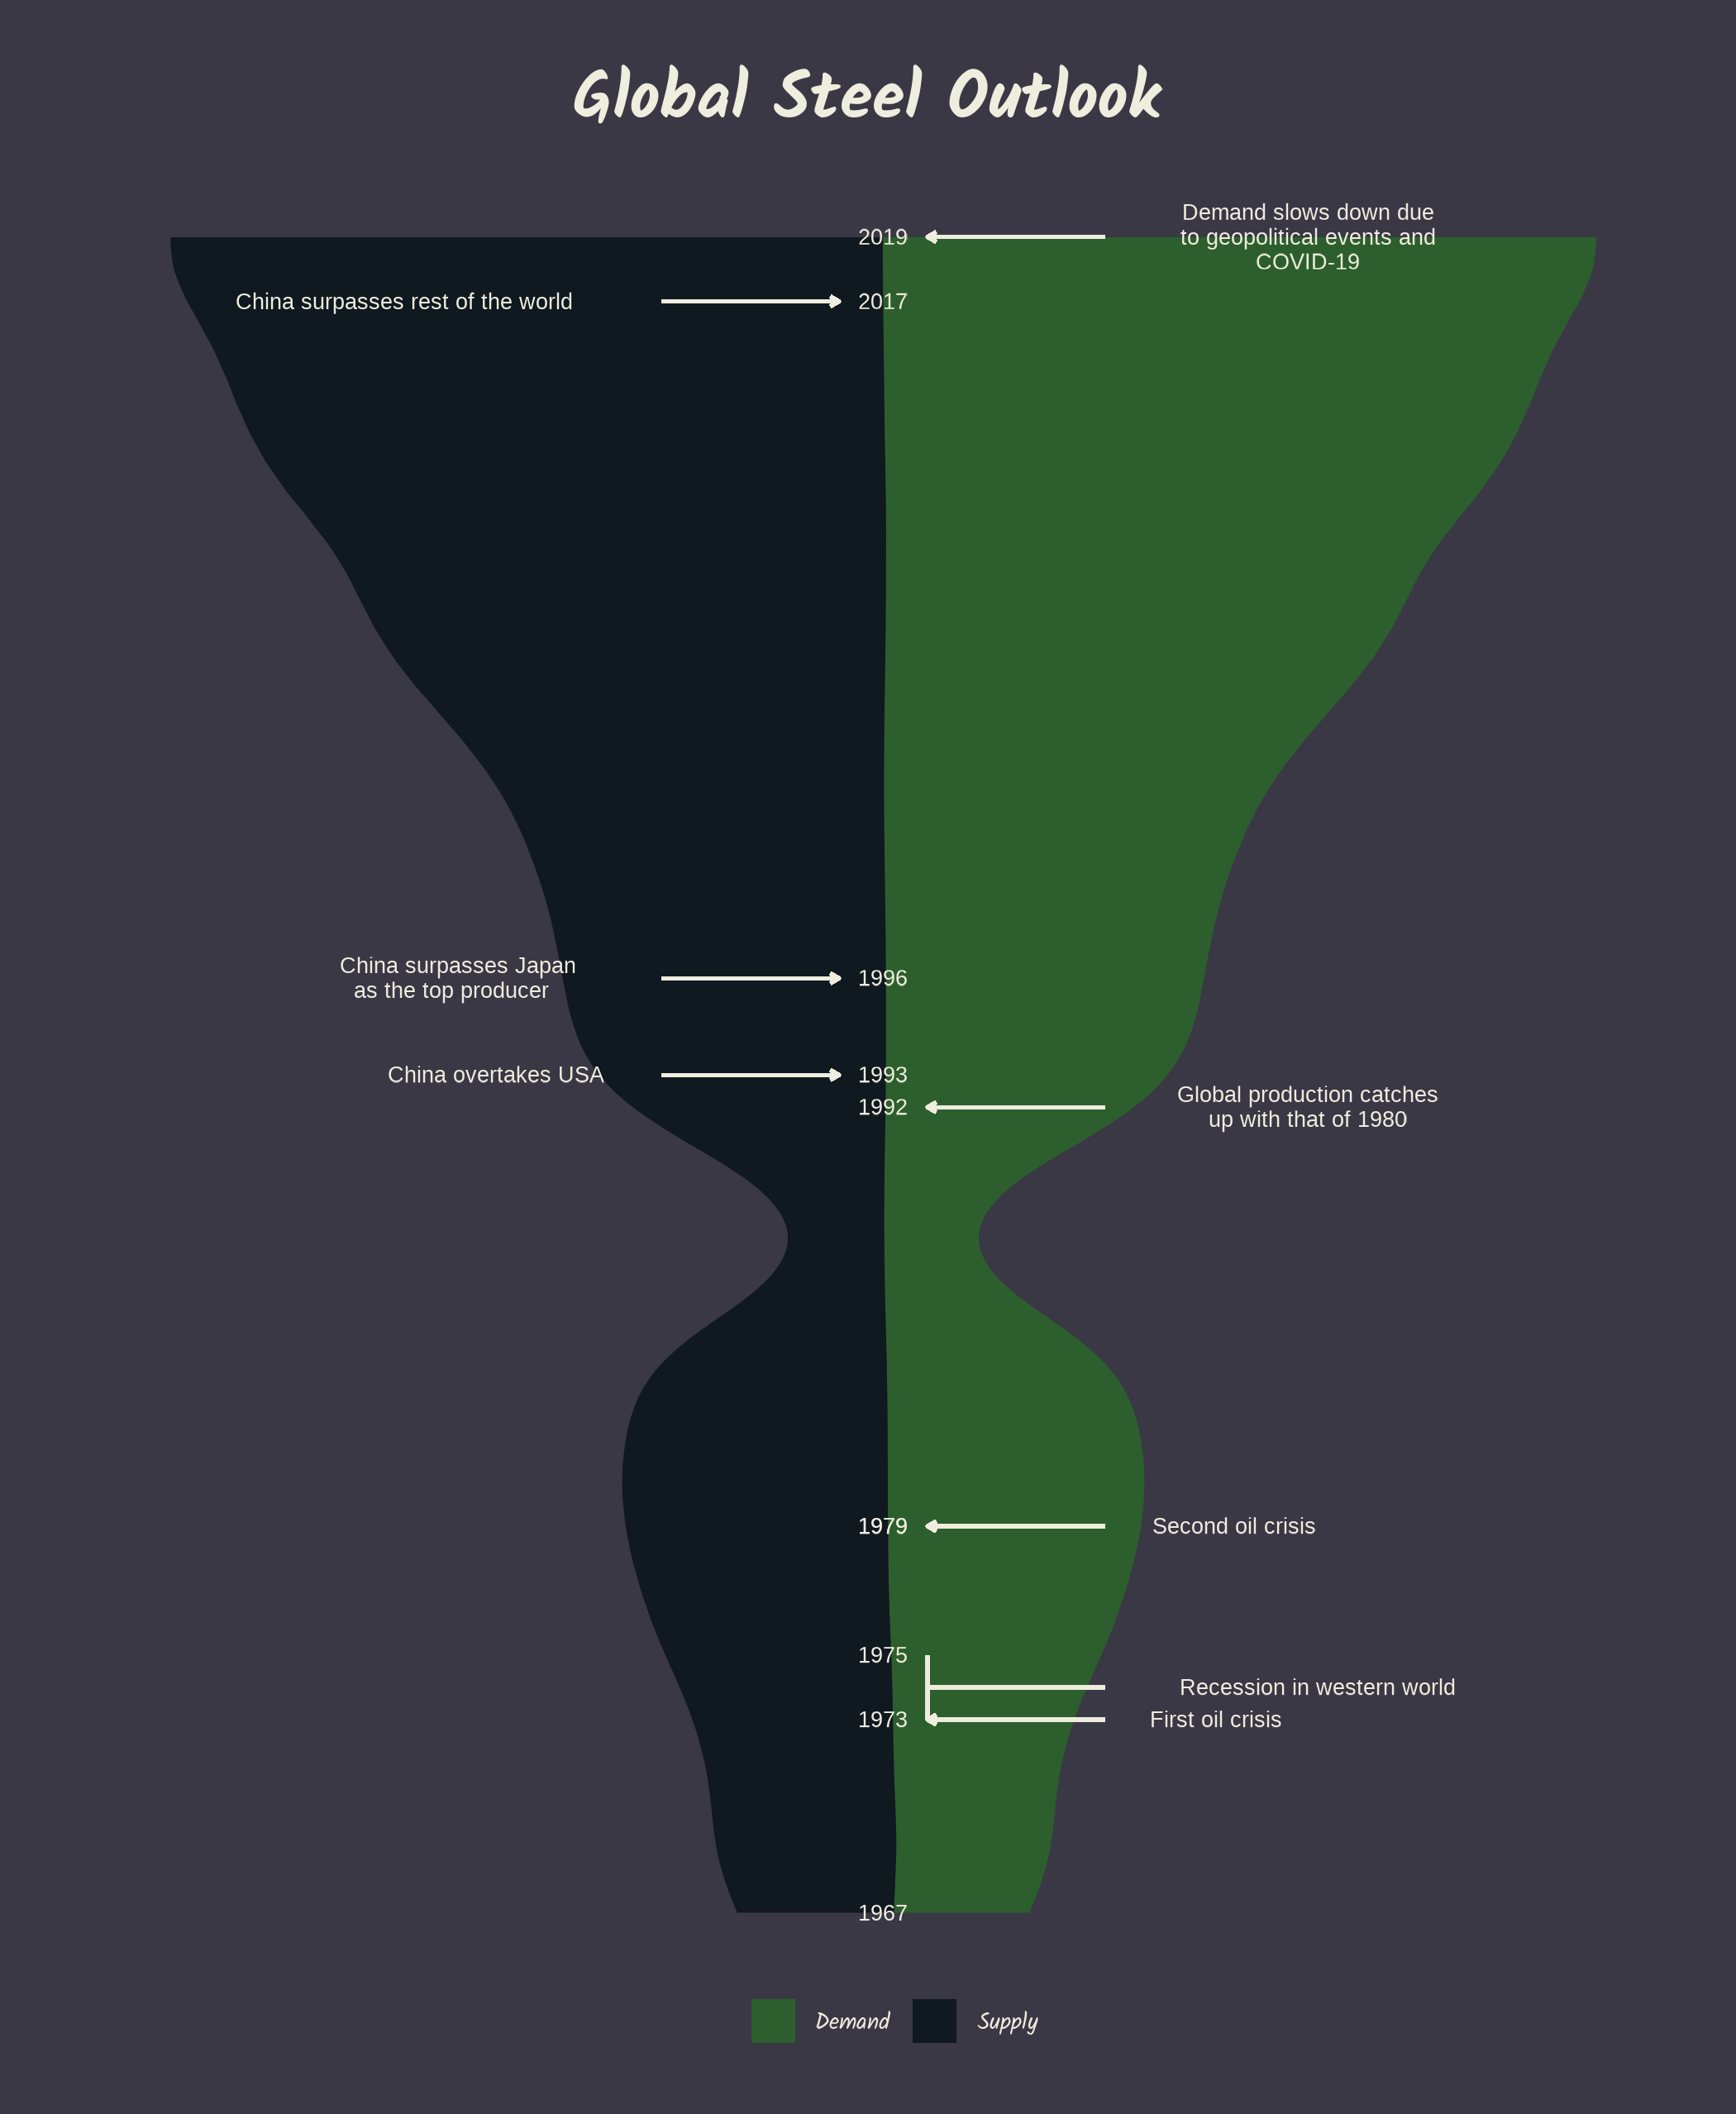 Global Steel Outlook
Demand slows down due
to geopolitical events and
COVID-19
2019
China surpasses rest of the world
2017
China surpasses Japan
as the top producer
1996
China overtakes USA
1993
1992
Global production catches
up with that of 1980
1979
Second oil crisis
1975
Recession in western world
1973
First oil crisis
1967
Demand
Supply